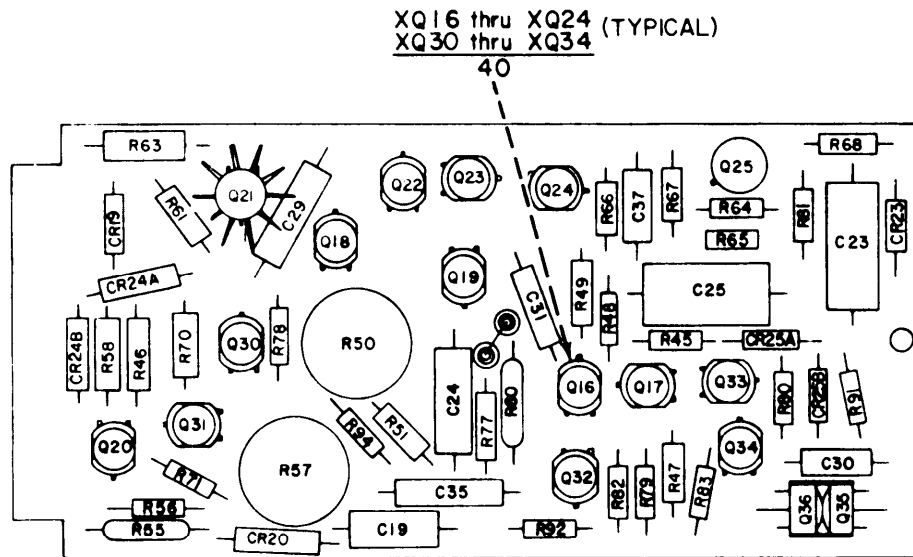 XQ16 thru XQ24 (TYPICAL)
XQ30 thru XQ34
40
R63
R68
Q25
Q22
Q23
Q24
Q21
R61
C29
CR19
R66
C37
R67
R64
R81
C23
CR23
Q18
R65
Q19
CR24A
C31
R49
C25
R48
CR24B
R58
R46
R70
Q30
R78
R50
R45
CR25A
C24
R77
R80
Q16
Q17
Q33
R80
CR25B
R91
Q20
Q31
R94
R51
Q34
R71
R57
Q32
R82
R79
R47
R83
C30
C35
R56
R55
CR20
C19
R92
Q36
Q35